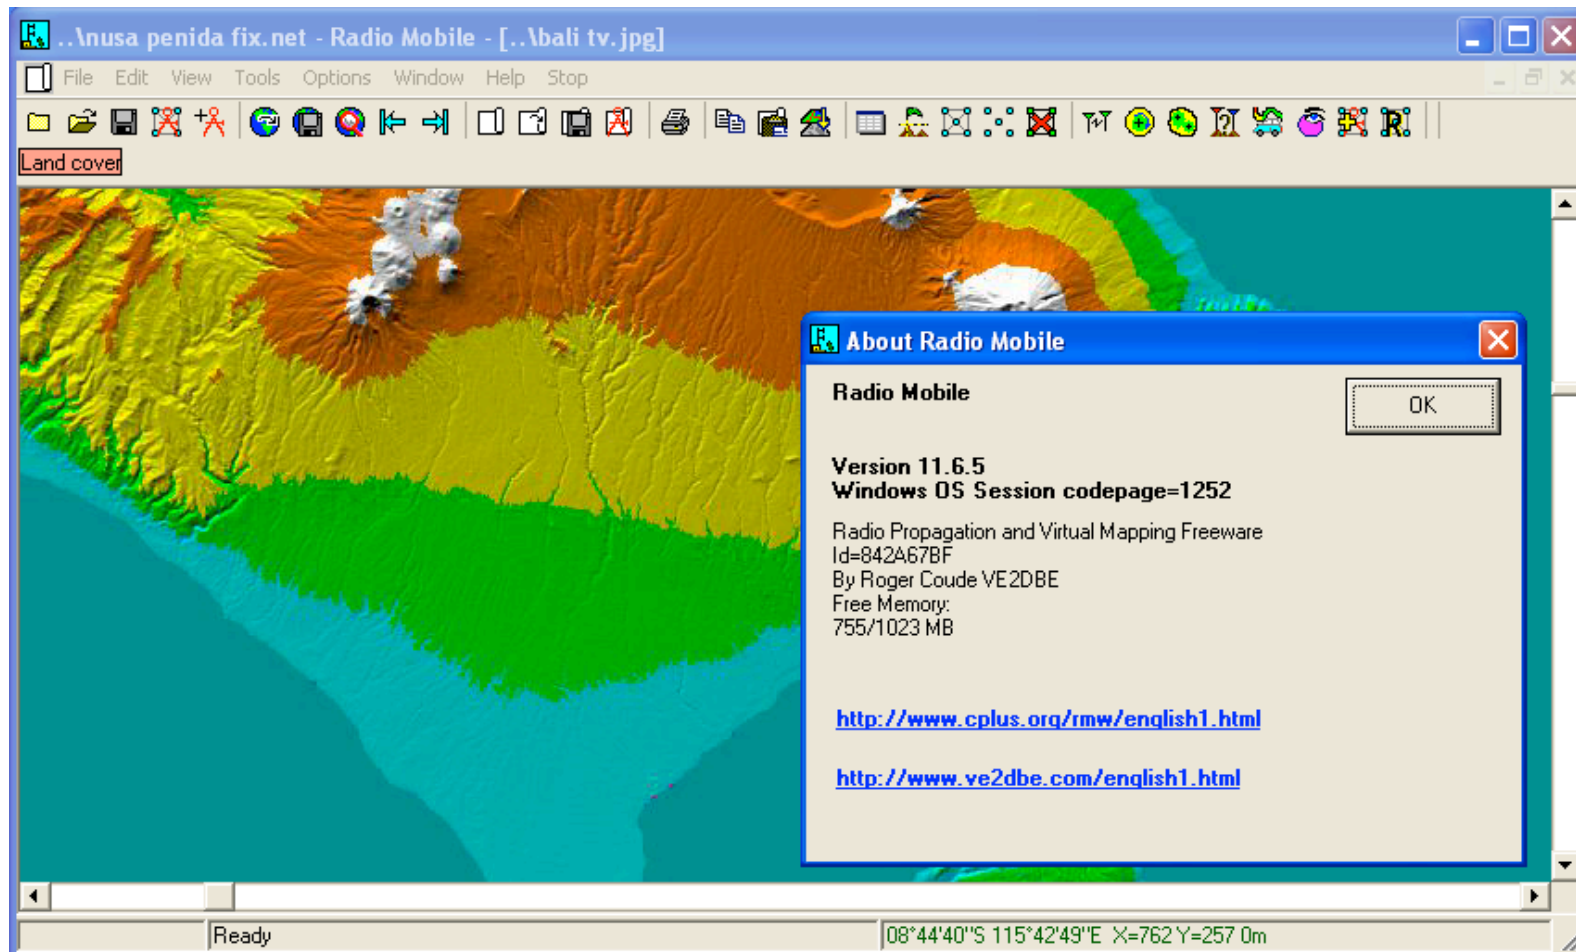 ..\nusa penida fix.net - Radio Mobile - [..\bali tv.jpg]
File Edit View Tools Options Window Help Stop
Land cover
About Radio Mobile
Radio Mobile
OK
Version 11.6.5
Windows OS Session codepage=1252
Radio Propagation and Virtual Mapping Freeware
Id=842A67BF
By Roger Coude VE2DBE
Free Memory:
755/1023 MB
http://www.cplus.org/rmw/english1.html
http://www.ve2dbe.com/english1.html
Ready
08°44'40"S 115°42'49"E X=762 Y=257 0m